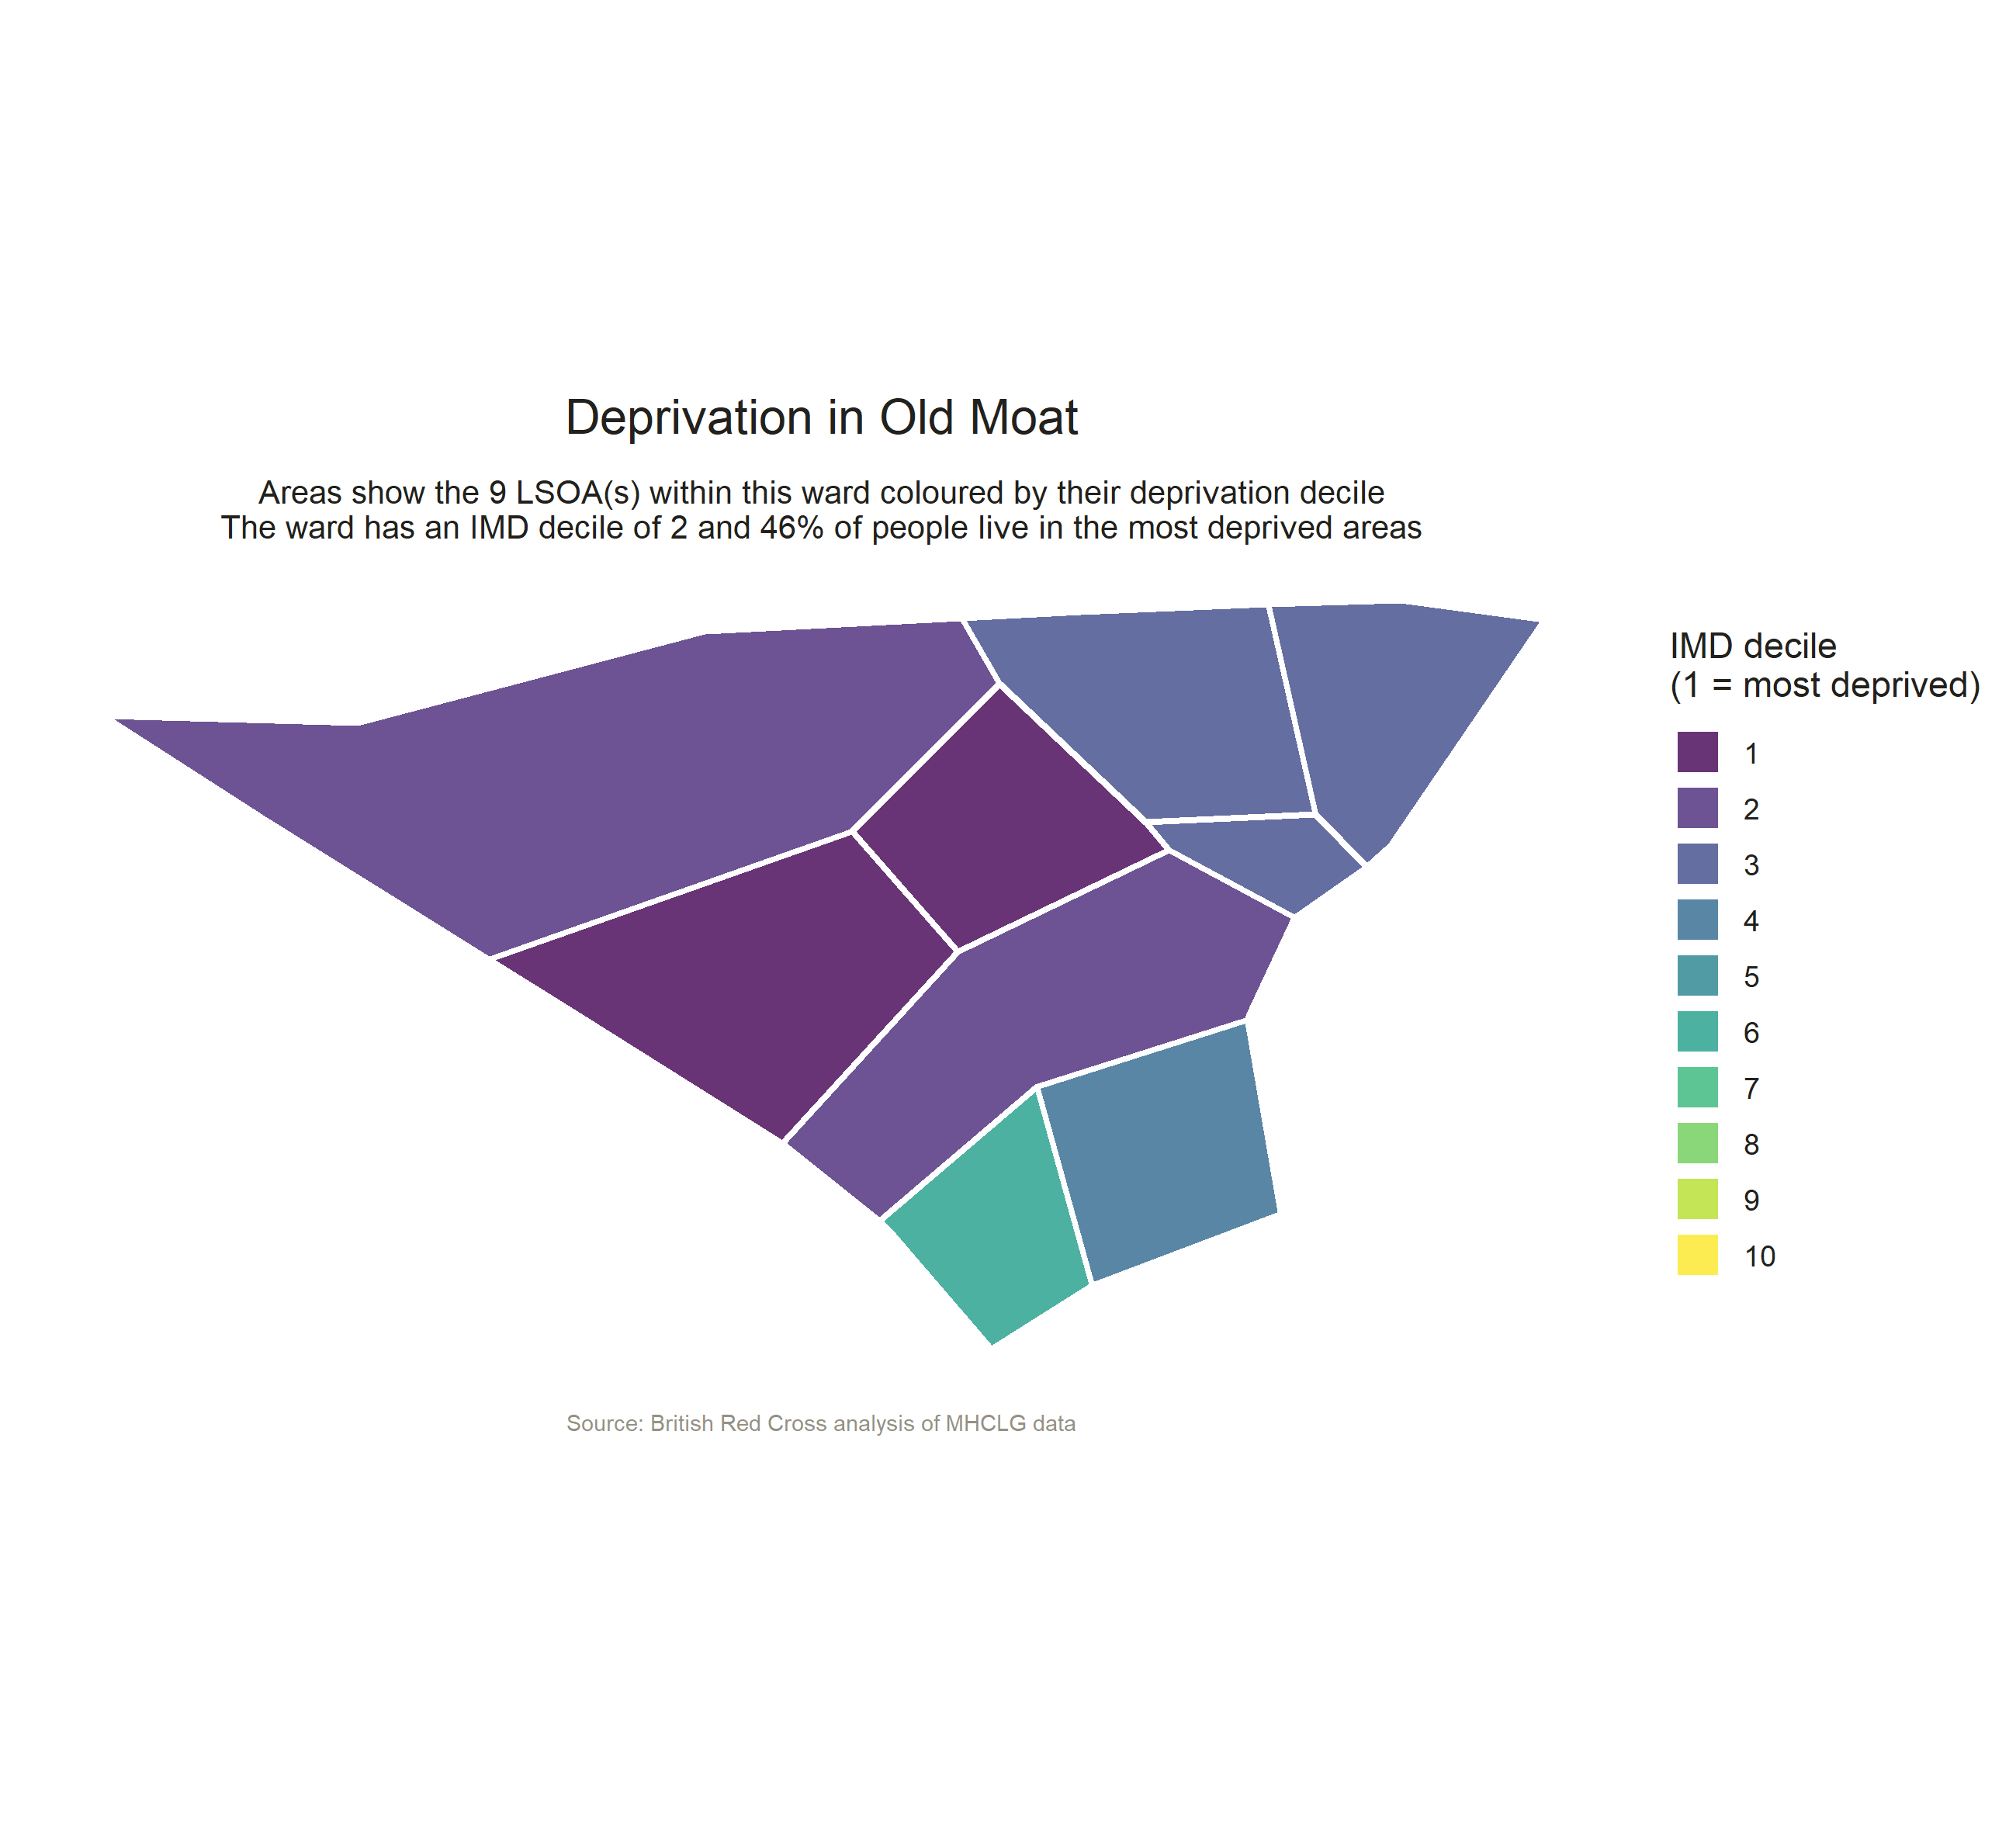 Deprivation in Old Moat
Areas show the 9 LSOA(s) within this ward coloured by their deprivation decile
The ward has an IMD decile of 2 and 46% of people live in the most deprived areas
IMD decile
(1 = most deprived)
1
2
3
4
5
6
7
8
9
10
Source: British Red Cross analysis of MHCLG data